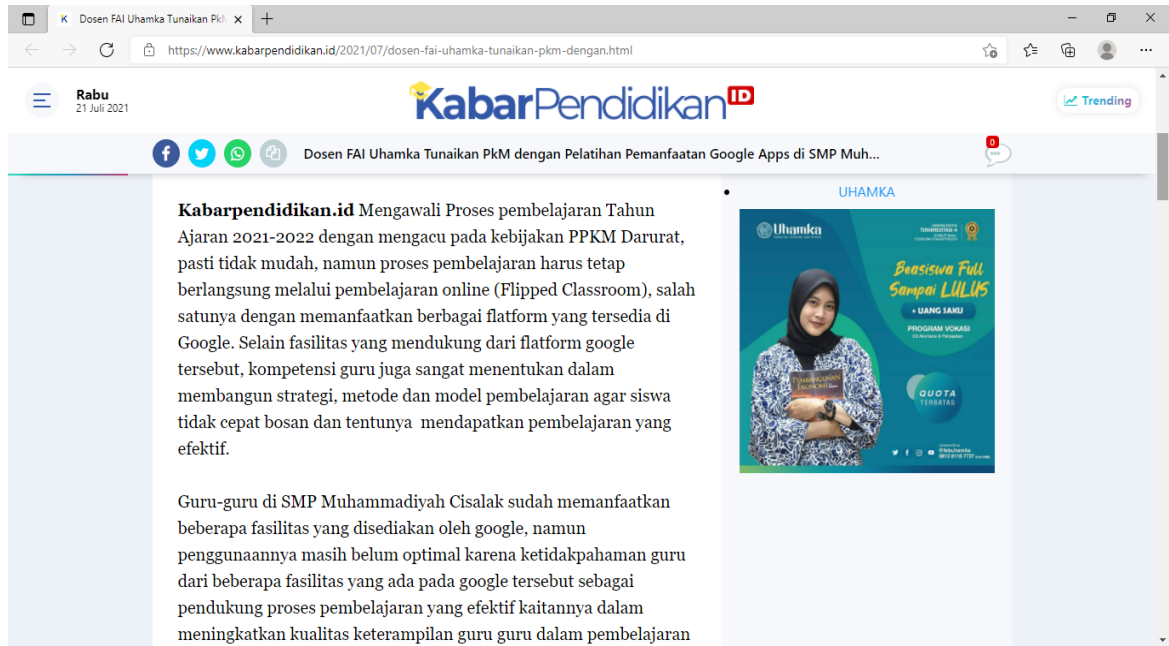 Dosen FAI Uhamka Tunaikan Pk
https://www.kabarpendidikan.id/2021/07/dosen-fai-uhamka-tunaikan-pkm-dengan.html
Rabu
21 Juli 2021
KabarPendidikan ID
Trending
Dosen FAI Uhamka Tunaikan PkM dengan Pelatihan Pemanfaatan Google Apps di SMP Muh...
0
Kabarpendidikan.id Mengawali Proses pembelajaran Tahun
Ajaran 2021-2022 dengan mengacu pada kebijakan PPKM Darurat,
pasti tidak mudah, namun proses pembelajaran harus tetap
berlangsung melalui pembelajaran online (Flipped Classroom), salah
satunya dengan memanfaatkan berbagai flatform yang tersedia di
Google. Selain fasilitas yang mendukung dari flatform google
tersebut, kompetensi guru juga sangat menentukan dalam
membangun strategi, metode dan model pembelajaran agar siswa
tidak cepat bosan dan tentunya  mendapatkan pembelajaran yang
efektif.
Guru-guru di SMP Muhammadiyah Cisalak sudah memanfaatkan
beberapa fasilitas yang disediakan oleh google, namun
penggunaannya masih belum optimal karena ketidakpahaman guru
dari beberapa fasilitas yang ada pada google tersebut sebagai
pendukung proses pembelajaran yang efektif kaitannya dalam
meningkatkan kualitas keterampilan guru guru dalam pembelajaran
UHAMKA
Uhamka
Beasiswa Full
Sampai LULUS
+ UANG SAKU
PROGRAM VOKASI
PEMBANGUNAN
EKONOMI
QUOTA
TERBATAS